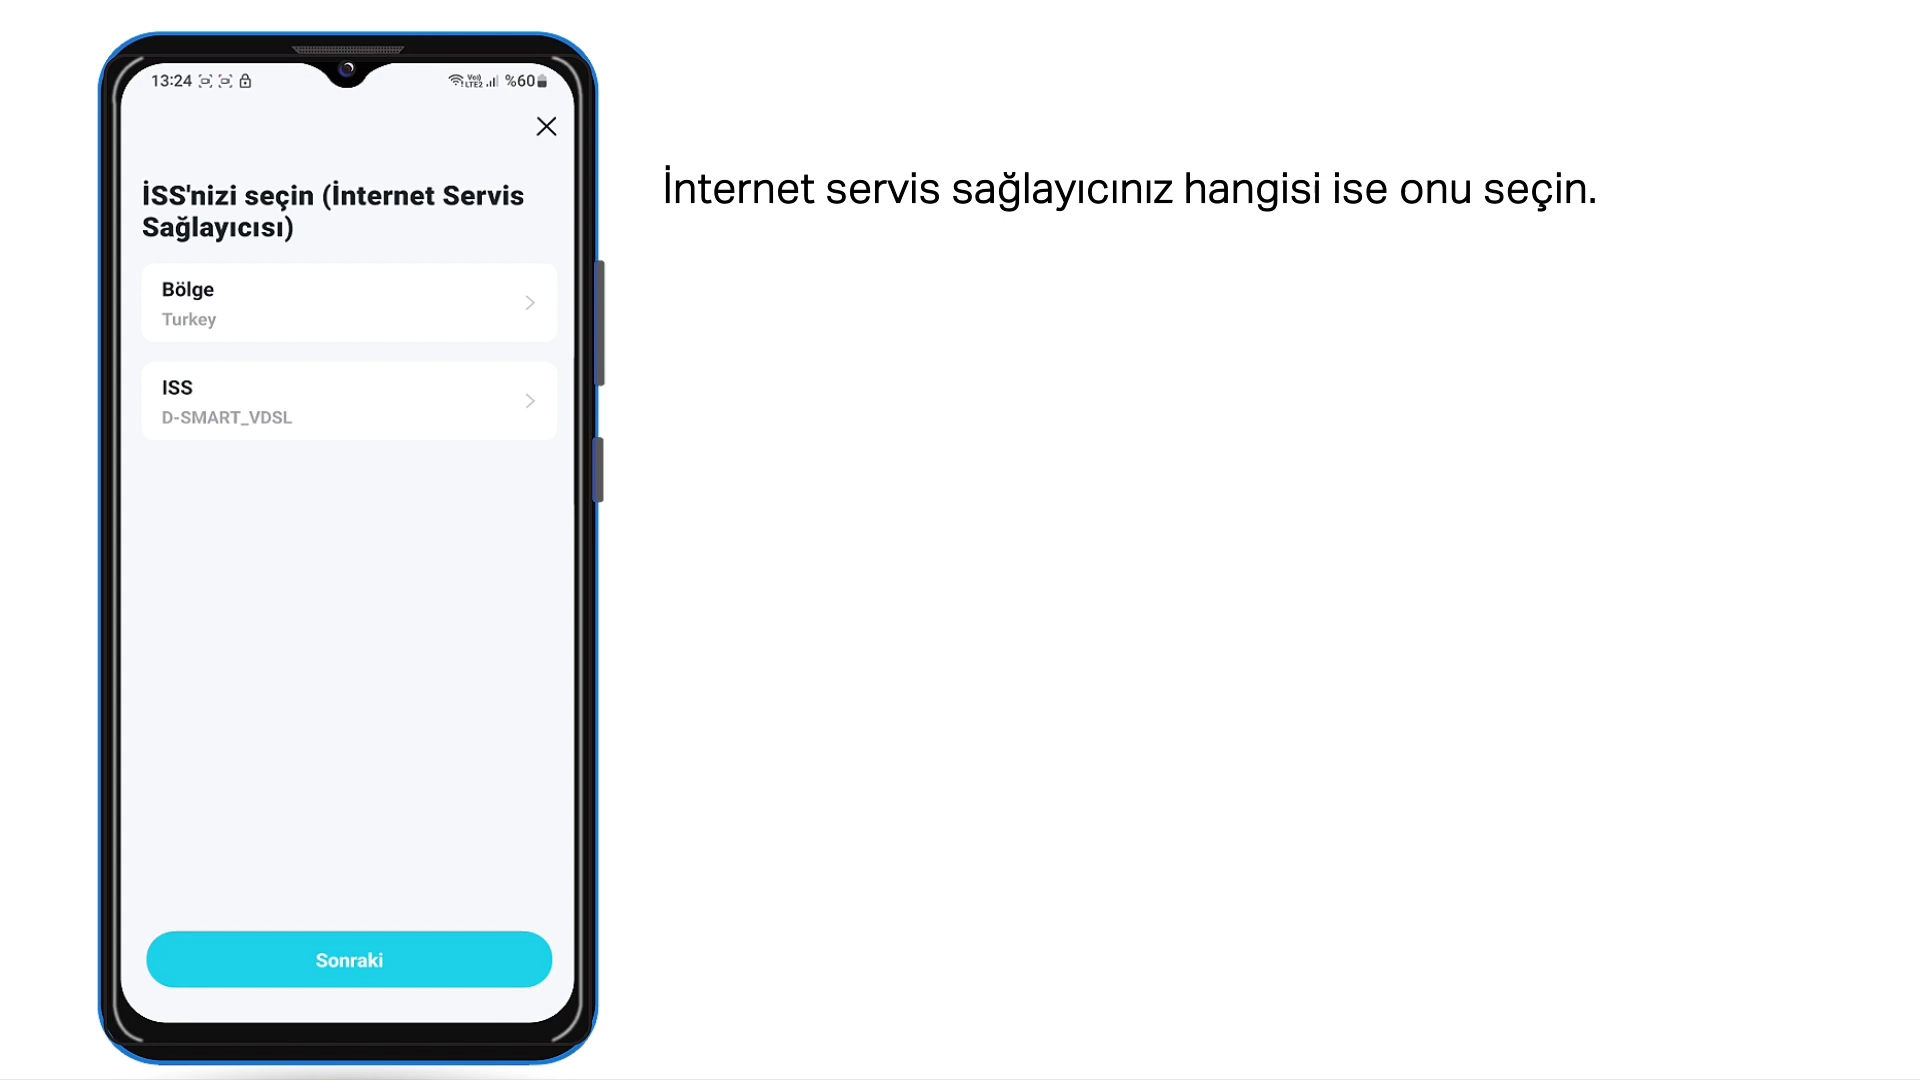 13:24 %60
İSS'nizi seçin (İnternet Servis
Sağlayıcısı)
Bölge
Turkey
ISS
D-SMART_VDSL
Sonraki
İnternet servis sağlayıcınız hangisi ise onu seçin.